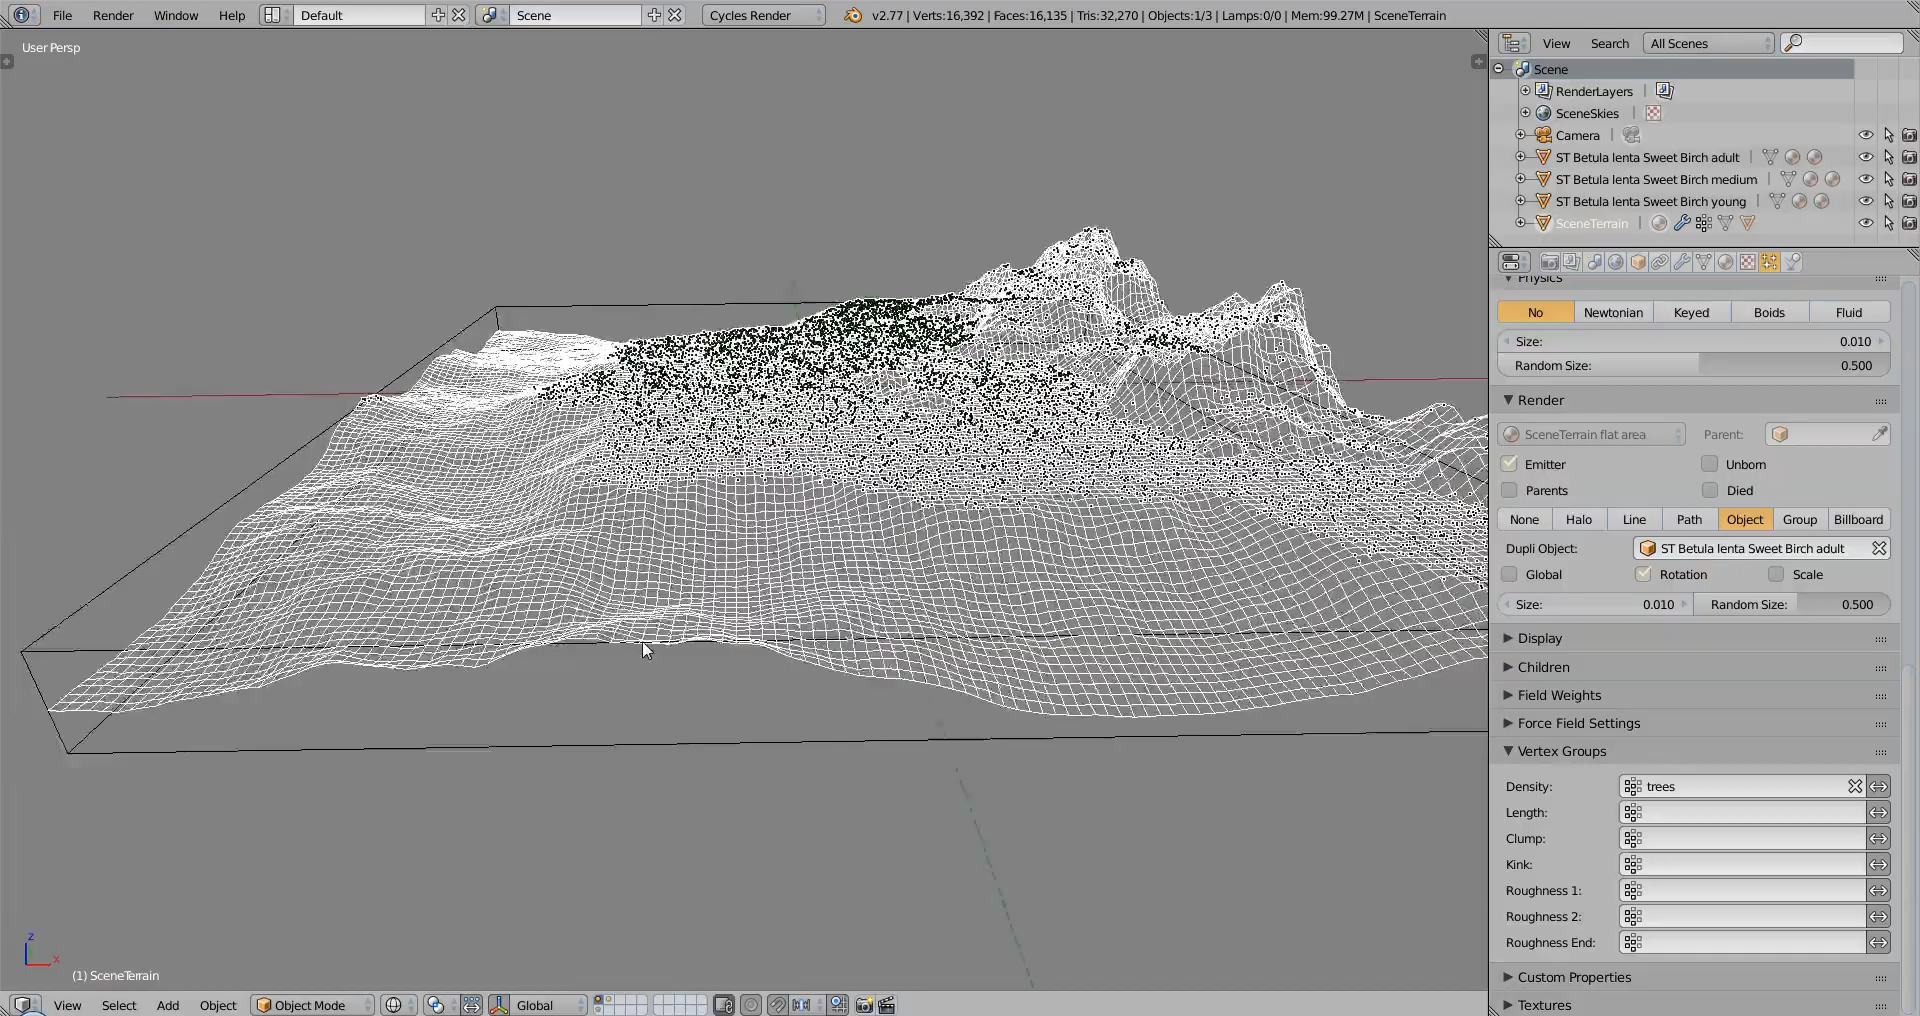 File Render Window Help Default Scene Cycles Render v2.77 | Verts:16,392 | Faces:16,135 | Tris:32,270 | Objects:1/3 | Lamps:0/0 | Mem:99.27M | SceneTerrain
User Persp
View Search All Scenes
Scene
RenderLayers
SceneSkies
Camera
ST Betula lenta Sweet Birch adult
ST Betula lenta Sweet Birch medium
ST Betula lenta Sweet Birch young
SceneTerrain
Physics
No Newtonian Keyed Boids Fluid
Size: 0.010
Random Size: 0.500
Render
SceneTerrain flat area Parent:
Emitter Unborn
Parents Died
None Halo Line Path Object Group Billboard
Dupli Object: ST Betula lenta Sweet Birch adult
Global Rotation Scale
Size: 0.010 Random Size: 0.500
Display
Children
Field Weights
Force Field Settings
Vertex Groups
Density: trees
Length:
Clump:
Kink:
Roughness 1:
Roughness 2:
Roughness End:
Custom Properties
Textures
z
x
(1) SceneTerrain
View Select Add Object Object Mode Global